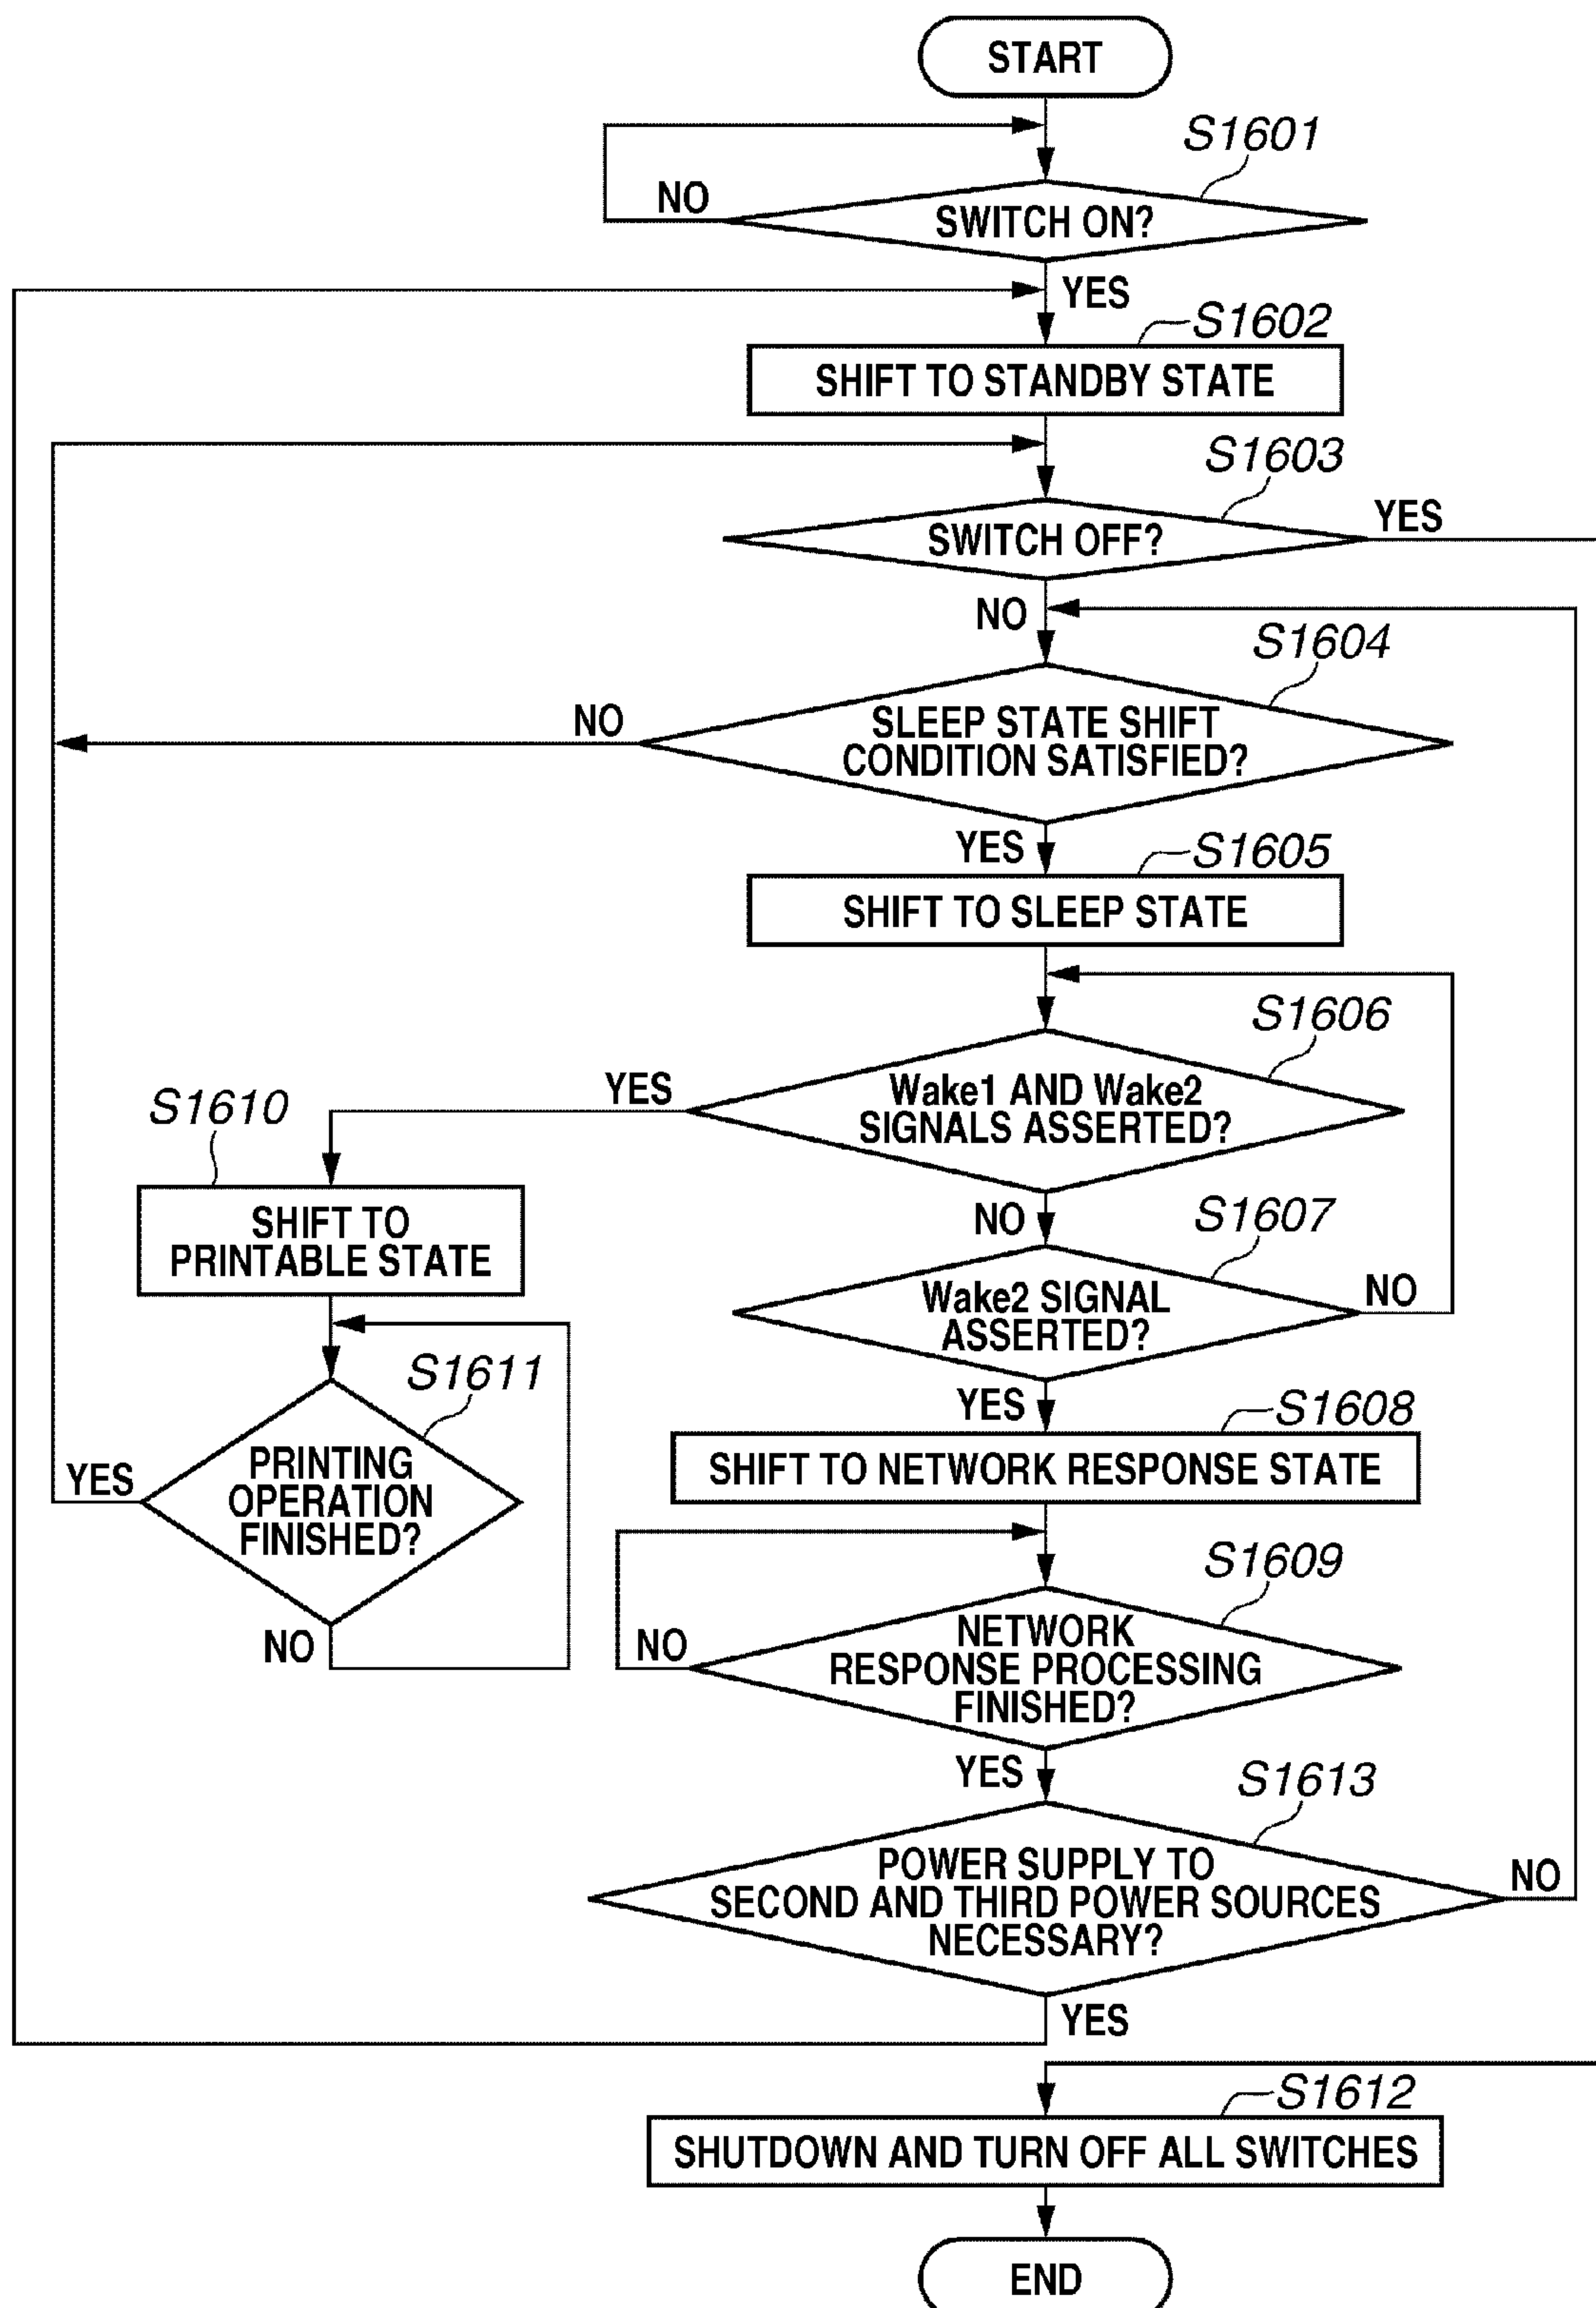 START
S1601
NO
SWITCH ON?
YES
S1602
SHIFT TO STANDBY STATE
S1603
YES
SWITCH OFF?
NO
S1604
NO
SLEEP STATE SHIFT
CONDITION SATISFIED?
YES
S1605
SHIFT TO SLEEP STATE
S1606
YES
Wake1 AND Wake2
SIGNALS ASSERTED?
S1610
SHIFT TO
PRINTABLE STATE
NO
S1607
Wake2 SIGNAL
ASSERTED?
NO
S1611
YES
PRINTING
OPERATION
FINISHED?
NO
YES
S1608
SHIFT TO NETWORK RESPONSE STATE
S1609
NO
NETWORK
RESPONSE PROCESSING
FINISHED?
YES
S1613
POWER SUPPLY TO
SECOND AND THIRD POWER SOURCES
NECESSARY?
NO
YES
S1612
SHUTDOWN AND TURN OFF ALL SWITCHES
END